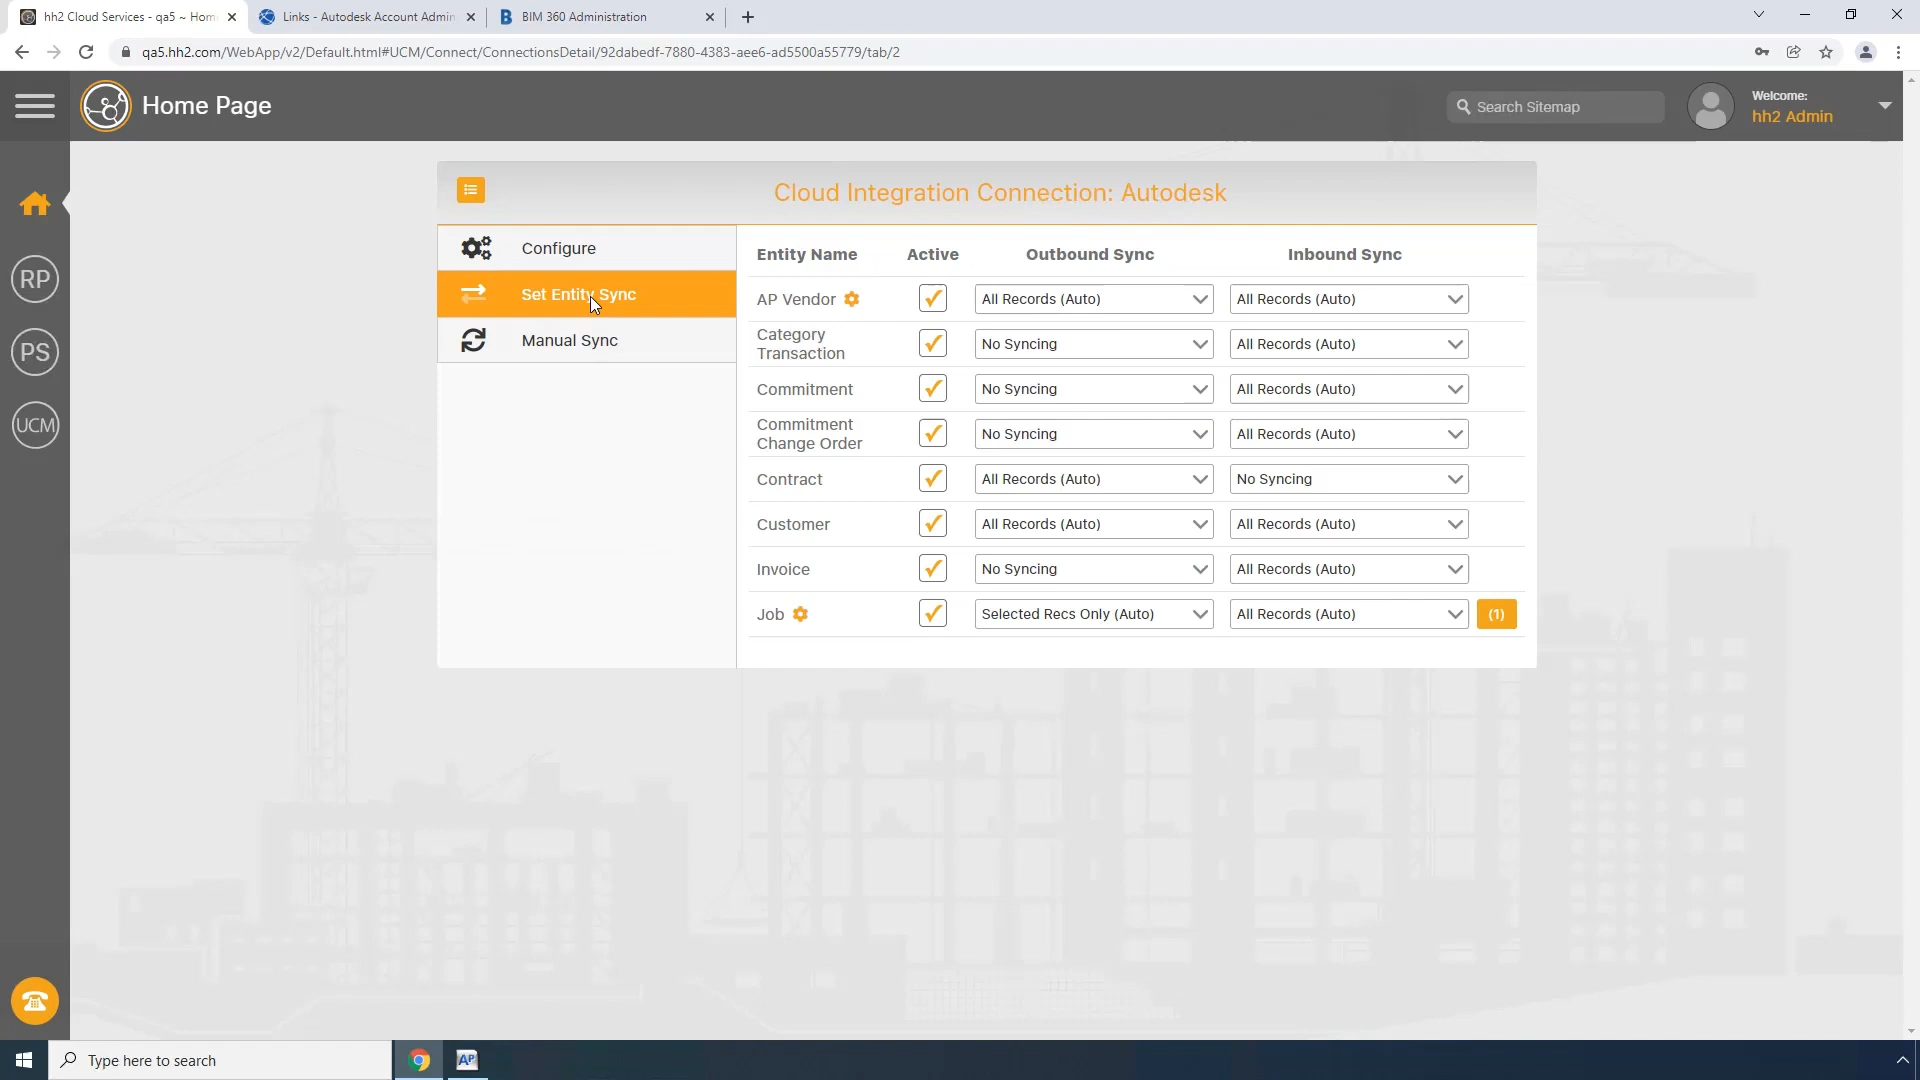 hh2 Cloud Services - qa5 ~ Hom
Links - Autodesk Account Admin
BIM 360 Administration
qa5.hh2.com/WebApp/v2/Default.html#UCM/Connect/ConnectionsDetail/92dabedf-7880-4383-aee6-ad5500a55779/tab/2
Home Page
Search Sitemap
Welcome:
hh2 Admin
RP
PS
UCM
Cloud Integration Connection: Autodesk
Configure
Set Entity Sync
Manual Sync
Entity Name Active Outbound Sync Inbound Sync
AP Vendor All Records (Auto) All Records (Auto)
Category
Transaction No Syncing All Records (Auto)
Commitment No Syncing All Records (Auto)
Commitment
Change Order No Syncing All Records (Auto)
Contract All Records (Auto) No Syncing
Customer All Records (Auto) All Records (Auto)
Invoice No Syncing All Records (Auto)
Job Selected Recs Only (Auto) All Records (Auto) (1)
Type here to search
AP